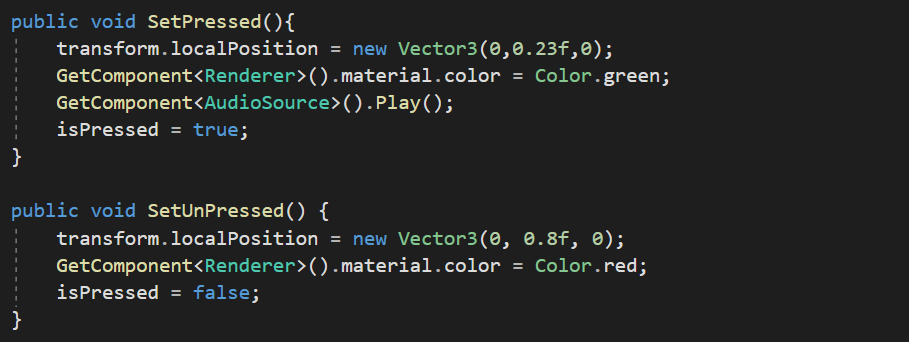 public void SetPressed(){
    transform.localPosition = new Vector3(0,0.23f,0);
    GetComponent<Renderer>().material.color = Color.green;
    GetComponent<AudioSource>().Play();
    isPressed = true;
}

public void SetUnPressed() {
    transform.localPosition = new Vector3(0, 0.8f, 0);
    GetComponent<Renderer>().material.color = Color.red;
    isPressed = false;
}